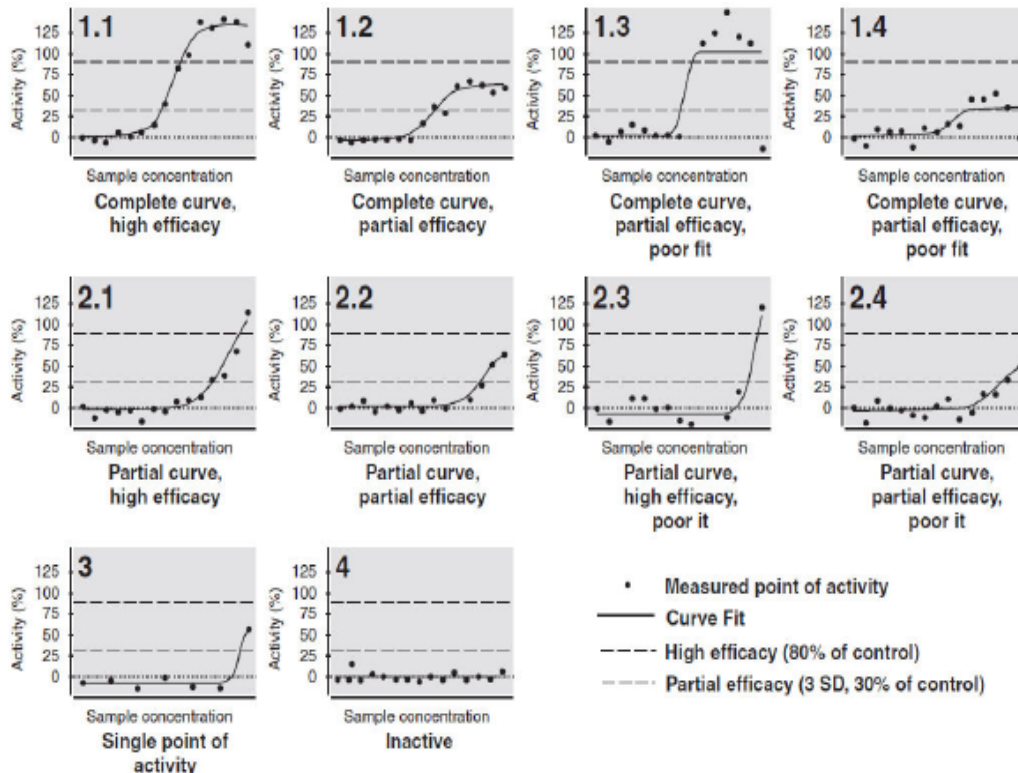 1.1
Activity (%)
125
100
75
50
25
0
Sample concentration
Complete curve,
high efficacy
1.2
Activity (%)
125
100
75
50
25
0
Sample concentration
Complete curve,
partial efficacy
1.3
Activity (%)
125
100
75
50
25
0
Sample concentration
Complete curve,
partial efficacy,
poor fit
1.4
Activity (%)
125
100
75
50
25
0
Sample concentration
Complete curve,
partial efficacy,
poor fit
2.1
Activity (%)
125
100
75
50
25
0
Sample concentration
Partial curve,
high efficacy
2.2
Activity (%)
125
100
75
50
25
0
Sample concentration
Partial curve,
partial efficacy
2.3
Activity (%)
125
100
75
50
25
0
Sample concentration
Partial curve,
high efficacy,
poor it
2.4
Activity (%)
125
100
75
50
25
0
Sample concentration
Partial curve,
partial efficacy,
poor it
3
Activity (%)
125
100
75
50
25
0
Sample concentration
Single point of
activity
4
Activity (%)
125
100
75
50
25
0
Sample concentration
Inactive
Measured point of activity
Curve Fit
High efficacy (80% of control)
Partial efficacy (3 SD, 30% of control)